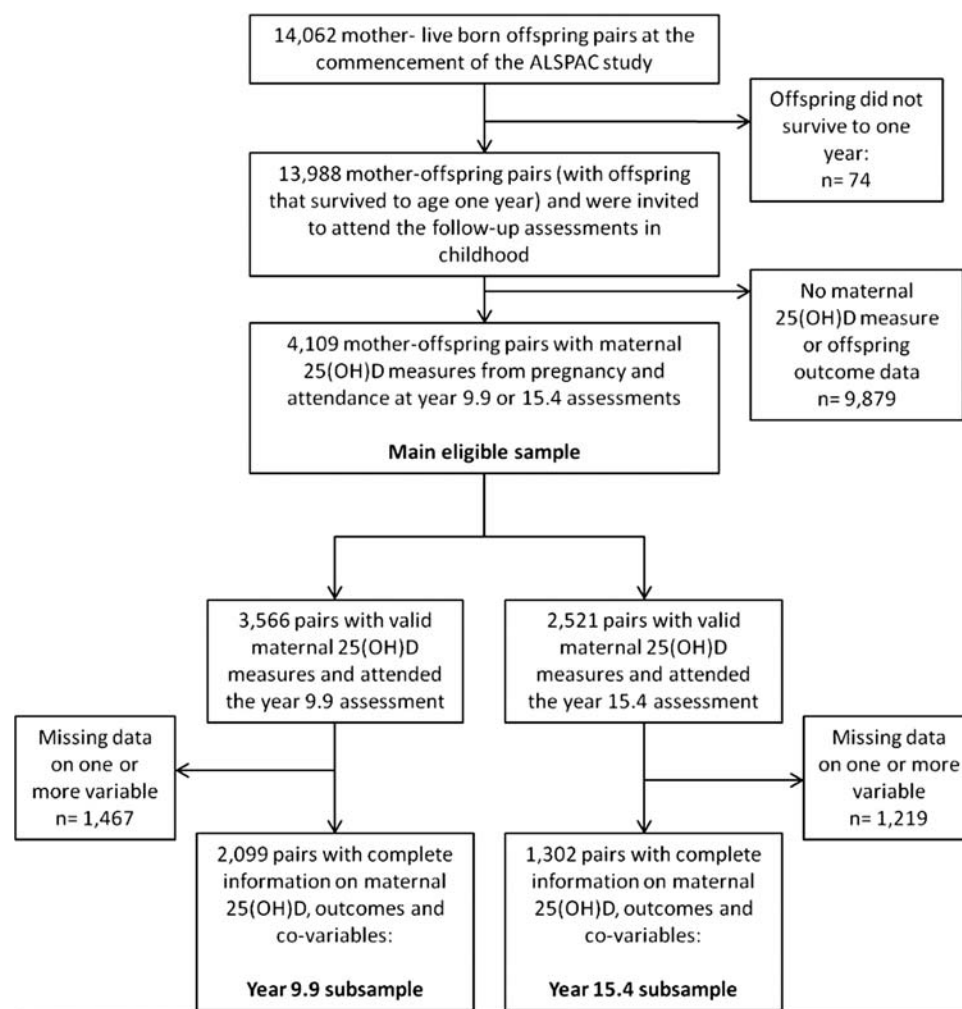 14,062 mother- live born offspring pairs at the
commencement of the ALSPAC study
Offspring did not
survive to one
year:
n= 74
13,988 mother-offspring pairs (with offspring
that survived to age one year) and were invited
to attend the follow-up assessments in
childhood
No maternal
25(OH)D measure
or offspring
outcome data
n= 9,879
4,109 mother-offspring pairs with maternal
25(OH)D measures from pregnancy and
attendance at year 9.9 or 15.4 assessments
Main eligible sample
3,566 pairs with valid
maternal 25(OH)D
measures and attended
the year 9.9 assessment
2,521 pairs with valid
maternal 25(OH)D
measures and attended
the year 15.4 assessment
Missing data
on one or
more variable
n= 1,467
Missing data
on one or more
variable
n= 1,219
2,099 pairs with complete
information on maternal
25(OH)D, outcomes and
co-variables:
Year 9.9 subsample
1,302 pairs with complete
information on maternal
25(OH)D, outcomes and
co-variables:
Year 15.4 subsample